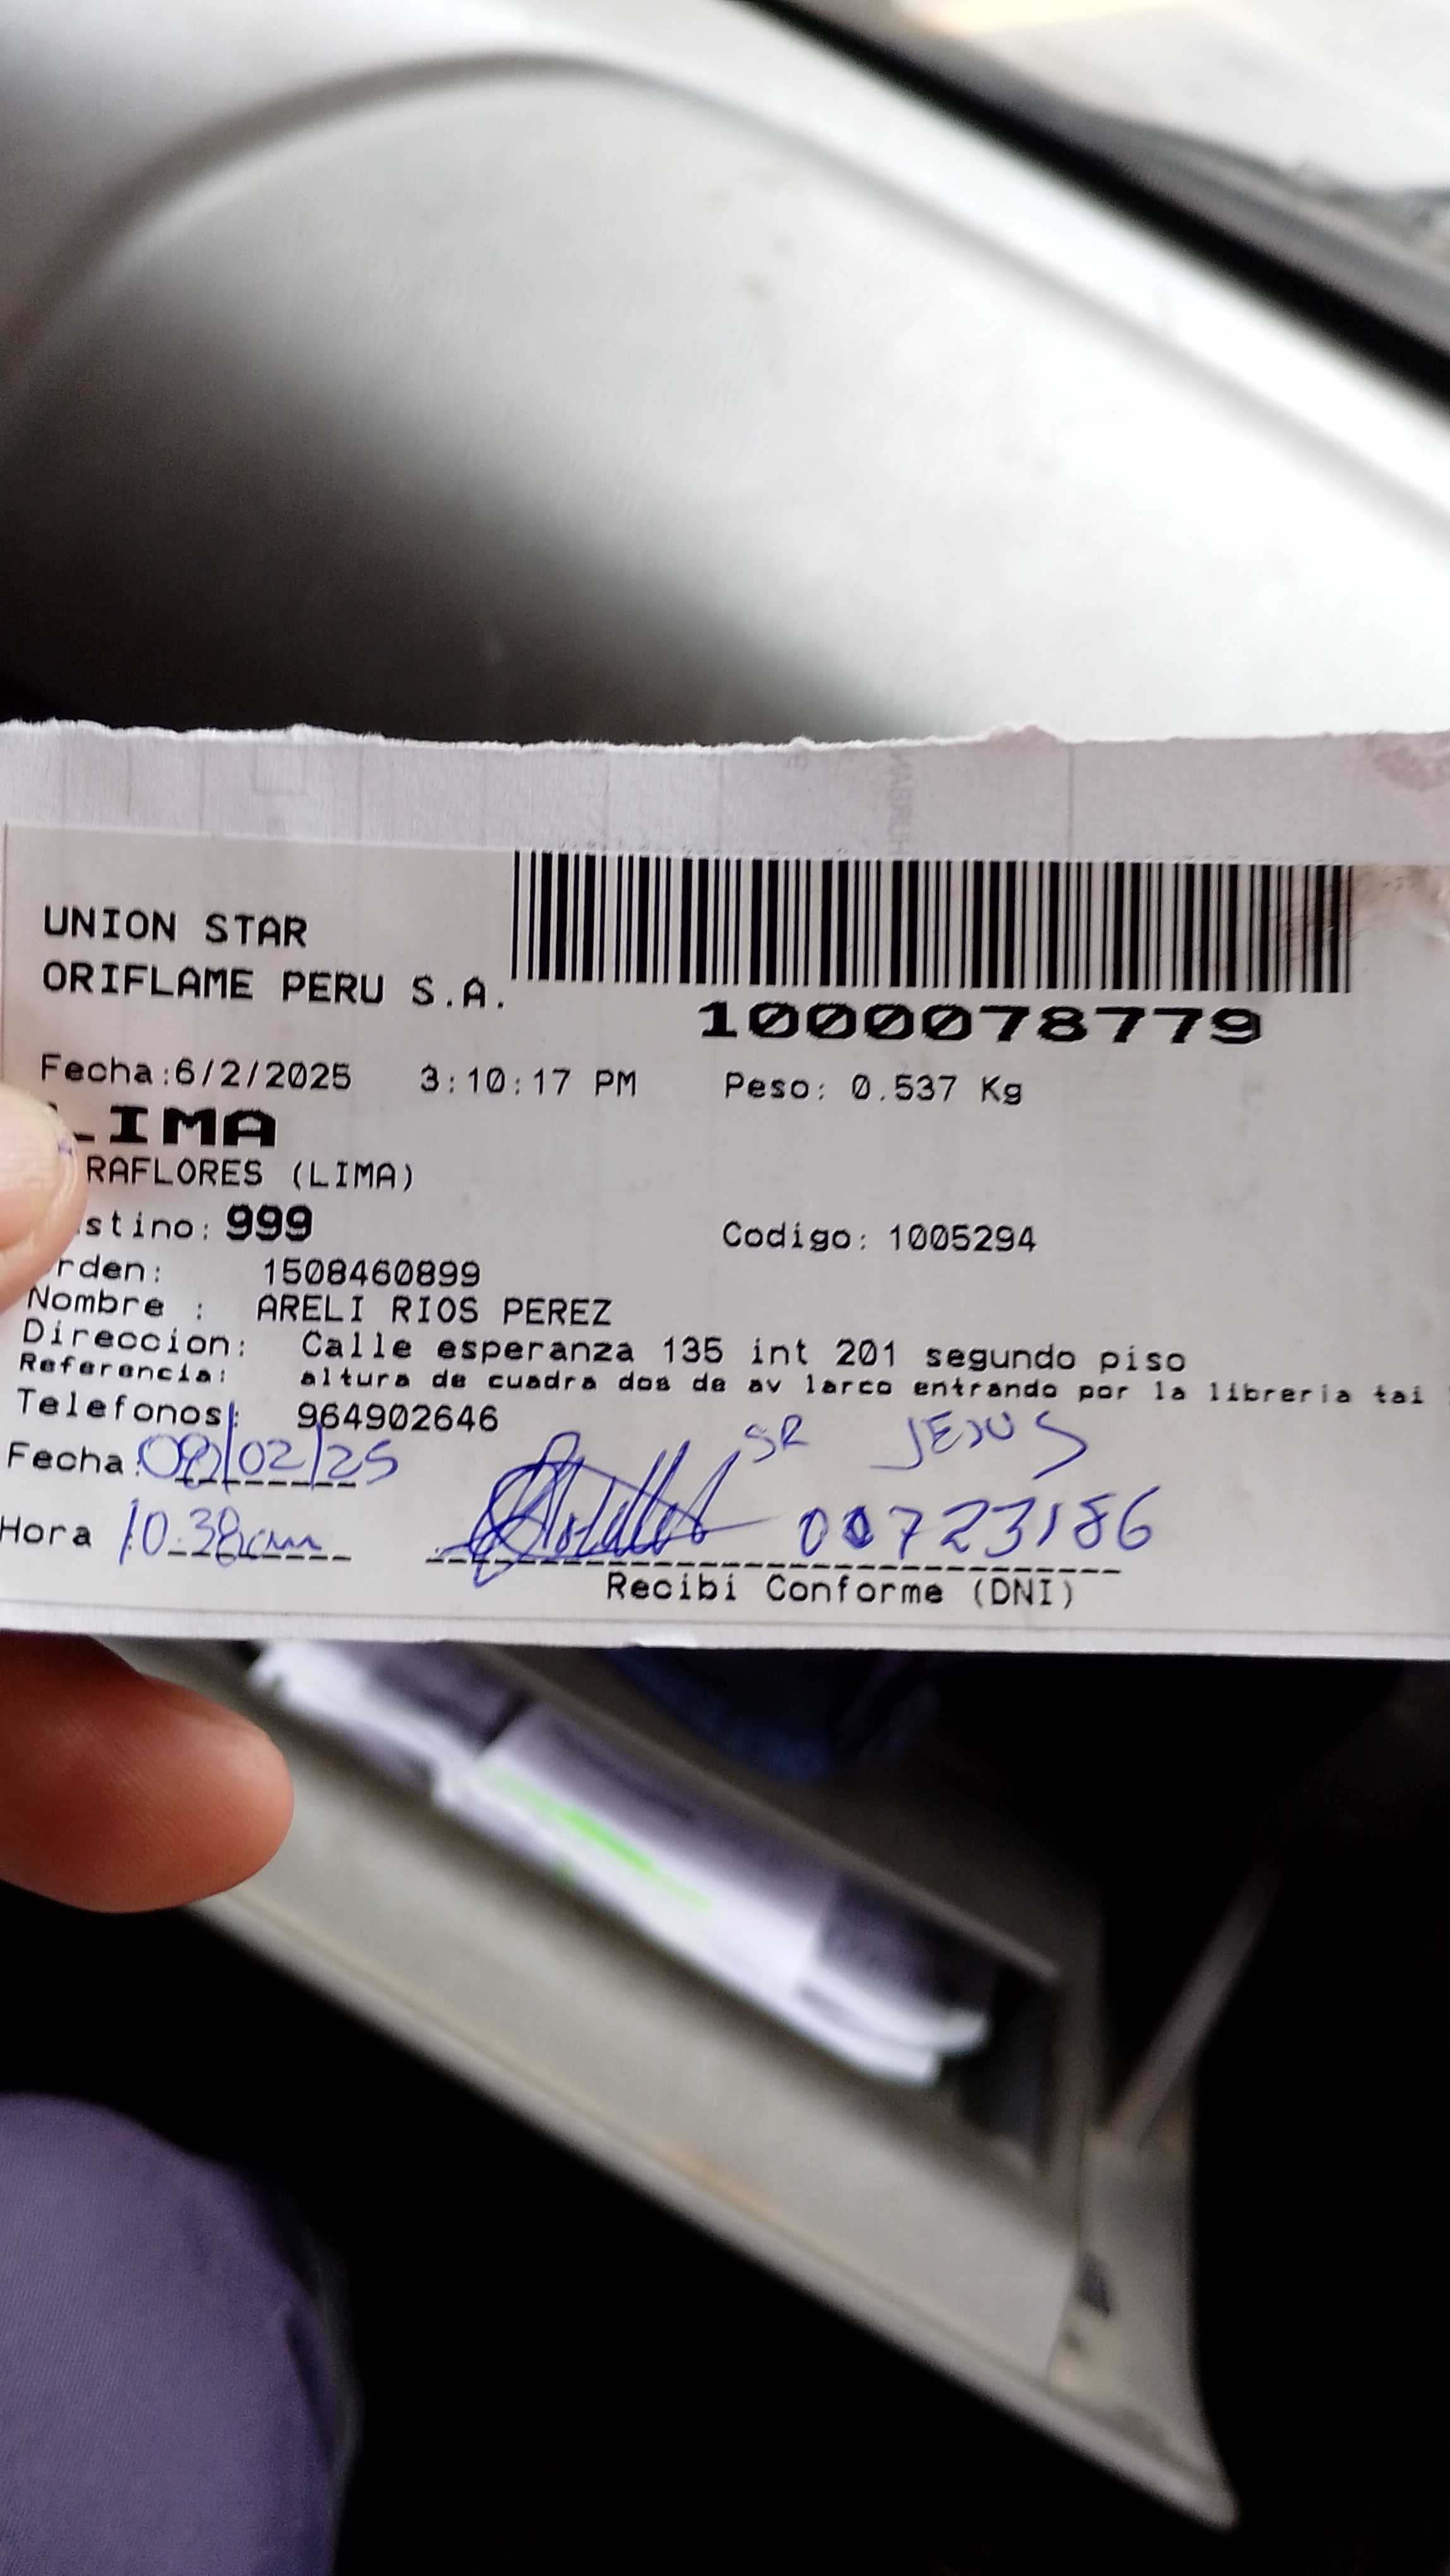 UNION STAR
ORIFLAME PERU S.A.
1000078779
Fecha:6/2/2025 3:10:17 PM Peso: 0.537 Kg
LIMA
RAFLORES (LIMA)
stino: 999 Codigo: 1005294
rden: 1508460899
Nombre : ARELI RIOS PEREZ
Direccion: Calle esperanza 135 int 201 segundo piso
Referencia: altura de cuadra dos de av larco entrando por la libreria tai
Telefonos: 964902646
SR JESUS
Fecha: 08/02/25
Hora 10:38am 00723186
Recibi Conforme (DNI)